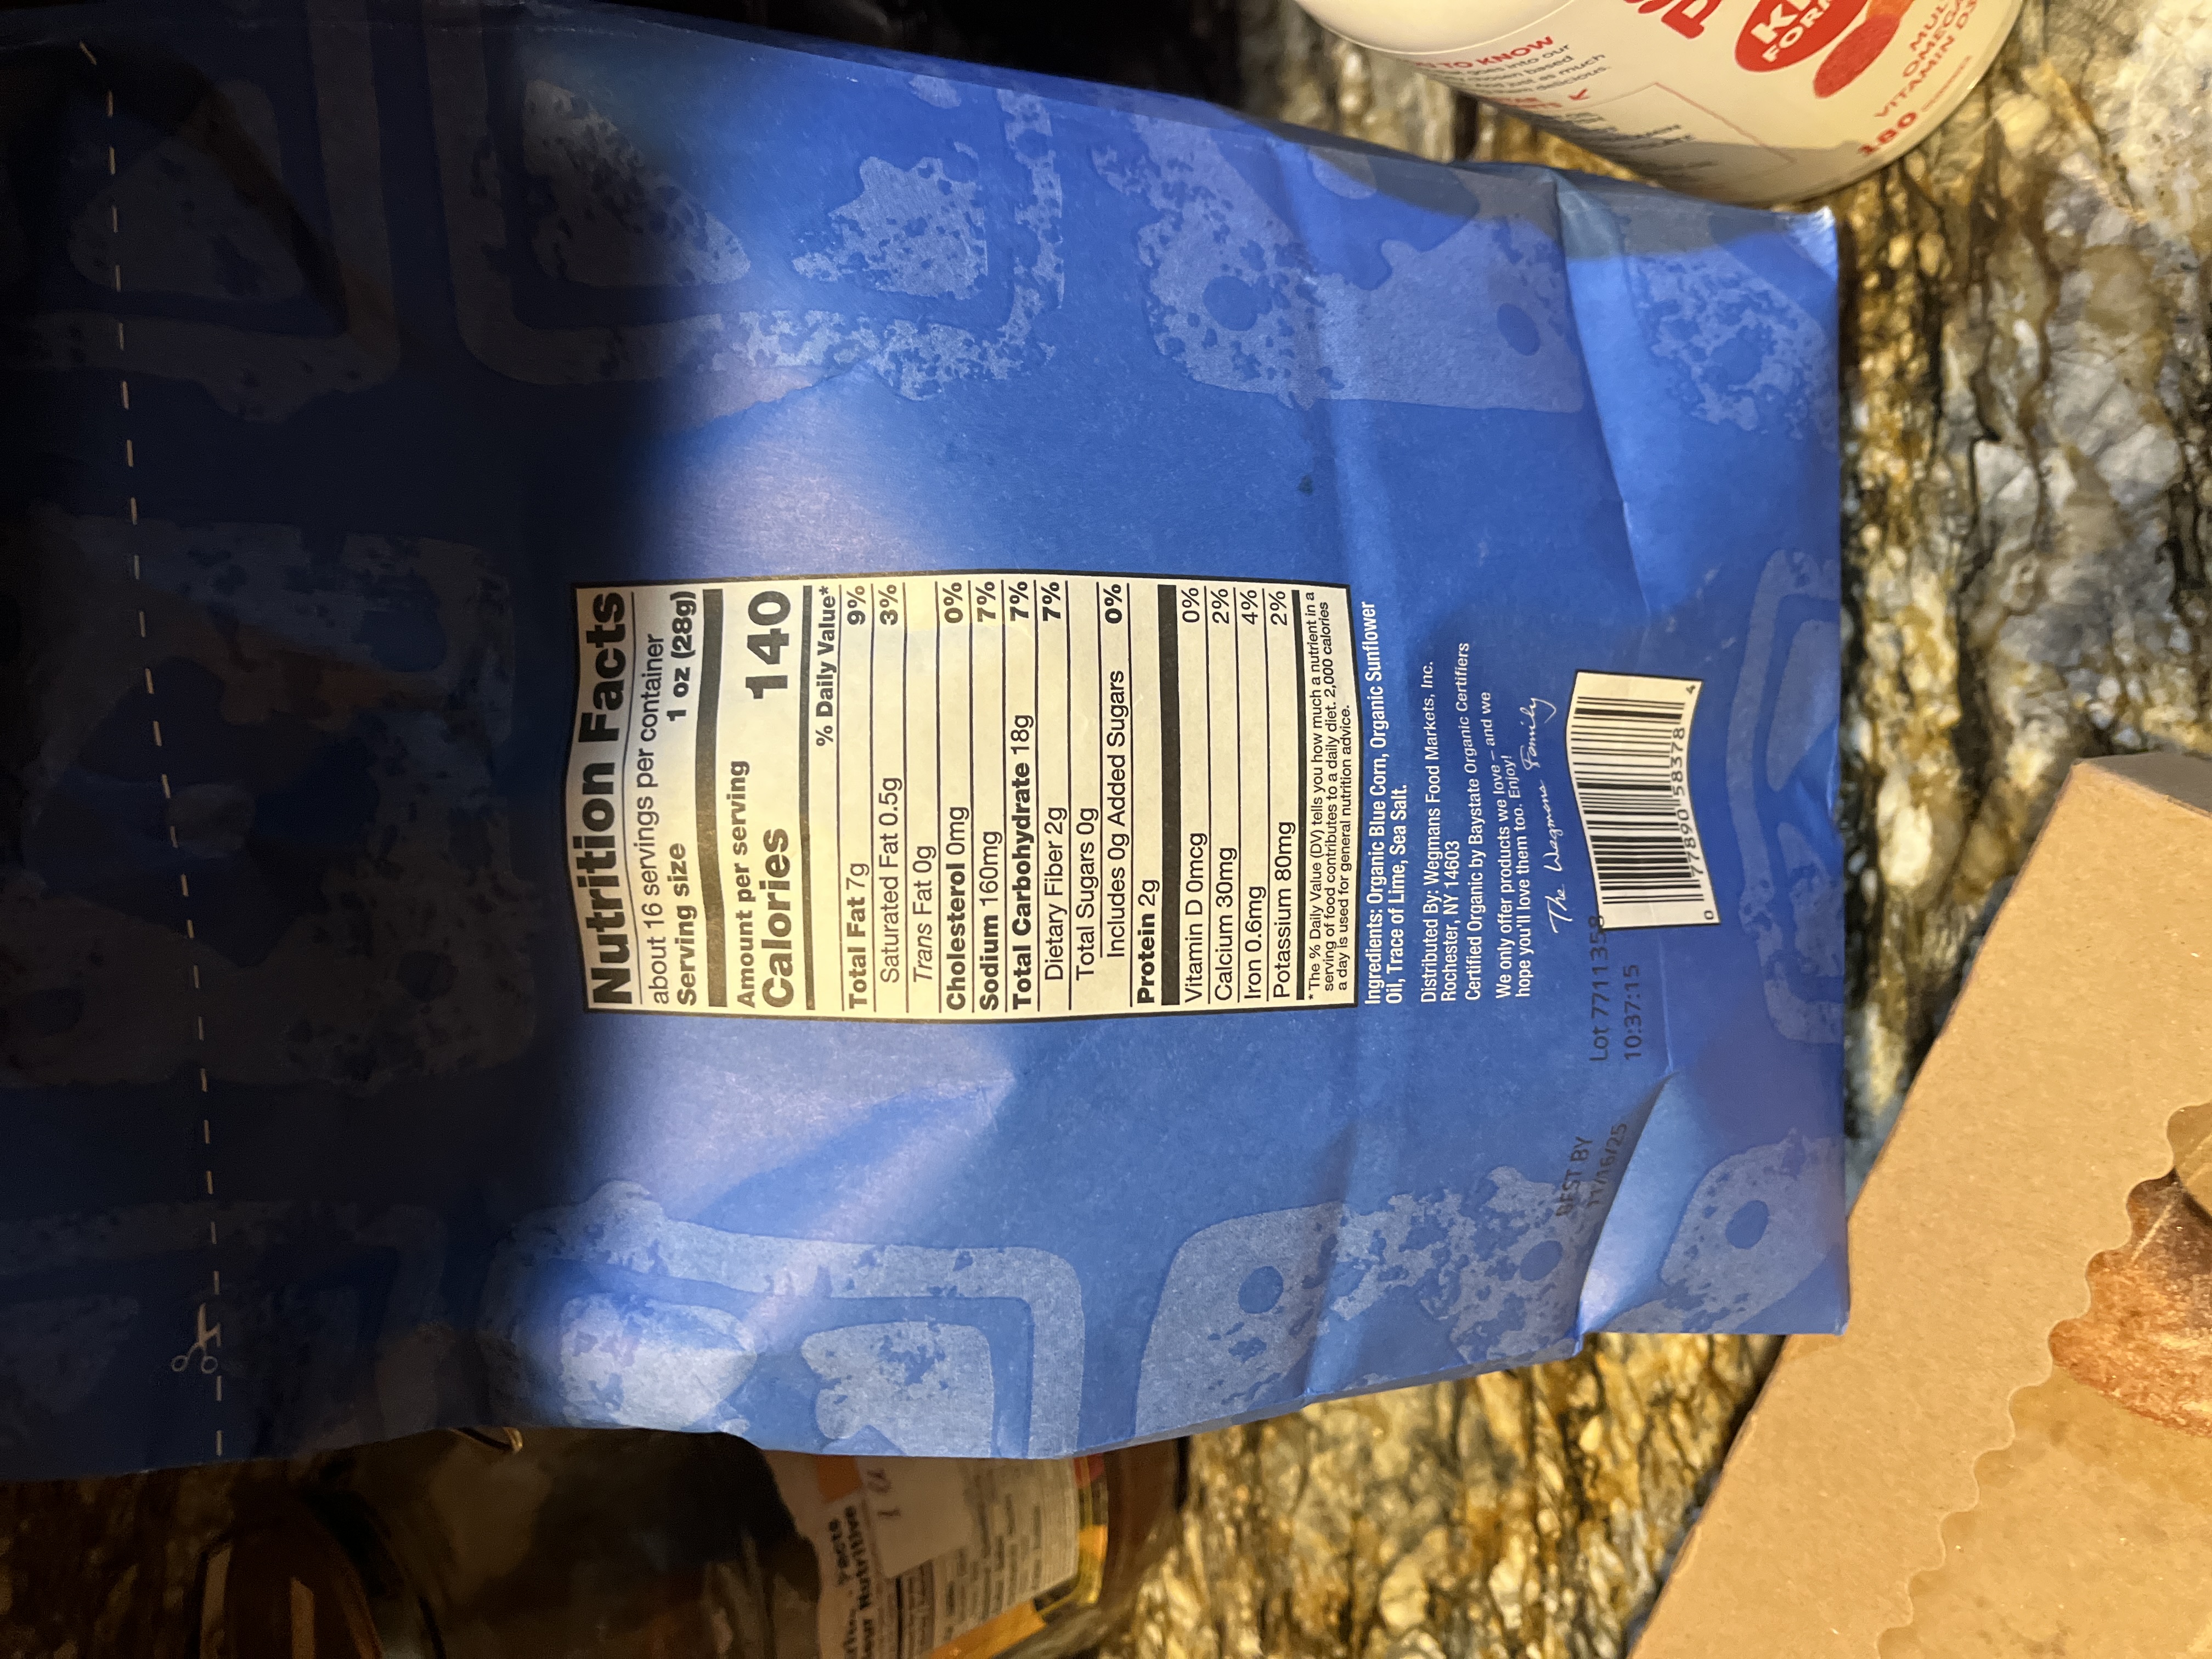 Nutrition Facts
about 16 servings per container
Serving size 1 oz (28g)
Amount per serving
Calories 140
% Daily Value*
Total Fat 7g 9%
Saturated Fat 0.5g 3%
Trans Fat 0g
Cholesterol 0mg 0%
Sodium 160mg 7%
Total Carbohydrate 18g 7%
Dietary Fiber 2g 7%
Total Sugars 0g
Includes 0g Added Sugars 0%
Protein 2g
Vitamin D 0mcg 0%
Calcium 30mg 2%
Iron 0.6mg 4%
Potassium 80mg 2%
* The % Daily Value (DV) tells you how much a nutrient in a
serving of food contributes to a daily diet. 2,000 calories
a day is used for general nutrition advice.
Ingredients: Organic Blue Corn, Organic Sunflower
Oil, Trace of Lime, Sea Salt.
Distributed By: Wegmans Food Markets, Inc.
Rochester, NY 14603
Certified Organic by Baystate Organic Certifiers
We only offer products we love – and we
hope you'll love them too. Enjoy!
The Wegmans Family
BEST BY
11/16/25
Lot 7711358
10:37:15
0 77890 58378 4
Facts
Nutritive
TO KNOW
180
VITAMIN D3